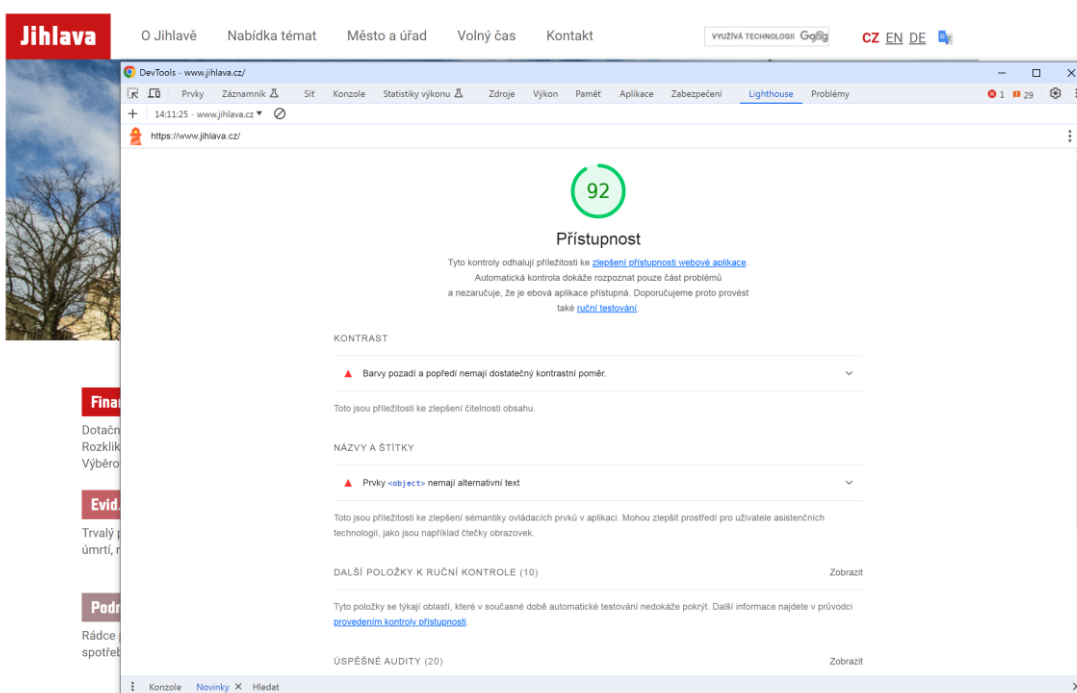 Jihlava
O Jihlavě Nabídka témat Město a úřad Volný čas Kontakt
VYUŽÍVÁ TECHNOLOGII Google
CZ EN DE
DevTools - www.jihlava.cz/
Prvky Záznamník Síť Konzole Statistiky výkonu Zdroje Výkon Paměť Aplikace Zabezpečení Lighthouse Problémy 1 29
14:11:25 - www.jihlava.cz
https://www.jihlava.cz/
92
Přístupnost
Tyto kontroly odhalují příležitosti ke zlepšení přístupnosti webové aplikace.
Automatická kontrola dokáže rozpoznat pouze část problémů
a nezaručuje, že je ebová aplikace přístupná. Doporučujeme proto provést
také ruční testování.
KONTRAST
Barvy pozadí a popředí nemají dostatečný kontrastní poměr.
Toto jsou příležitosti ke zlepšení čitelnosti obsahu.
NÁZVY A ŠTÍTKY
Prvky <object> nemají alternativní text
Toto jsou příležitosti ke zlepšení sémantiky ovládacích prvků v aplikaci. Mohou zlepšit prostředí pro uživatele asistenčních
technologií, jako jsou například čtečky obrazovek.
DALŠÍ POLOŽKY K RUČNÍ KONTROLE (10) Zobrazit
Tyto položky se týkají oblastí, které v současné době automatické testování nedokáže pokrýt. Další informace najdete v průvodci
provedením kontroly přístupnosti.
ÚSPĚŠNÉ AUDITY (20) Zobrazit
Konzole Novinky Hledat
Finan
Dotačn
Rozklik
Výběro
Evid.
Trvalý p
úmrtí, r
Podn
Rádce p
spotřeb